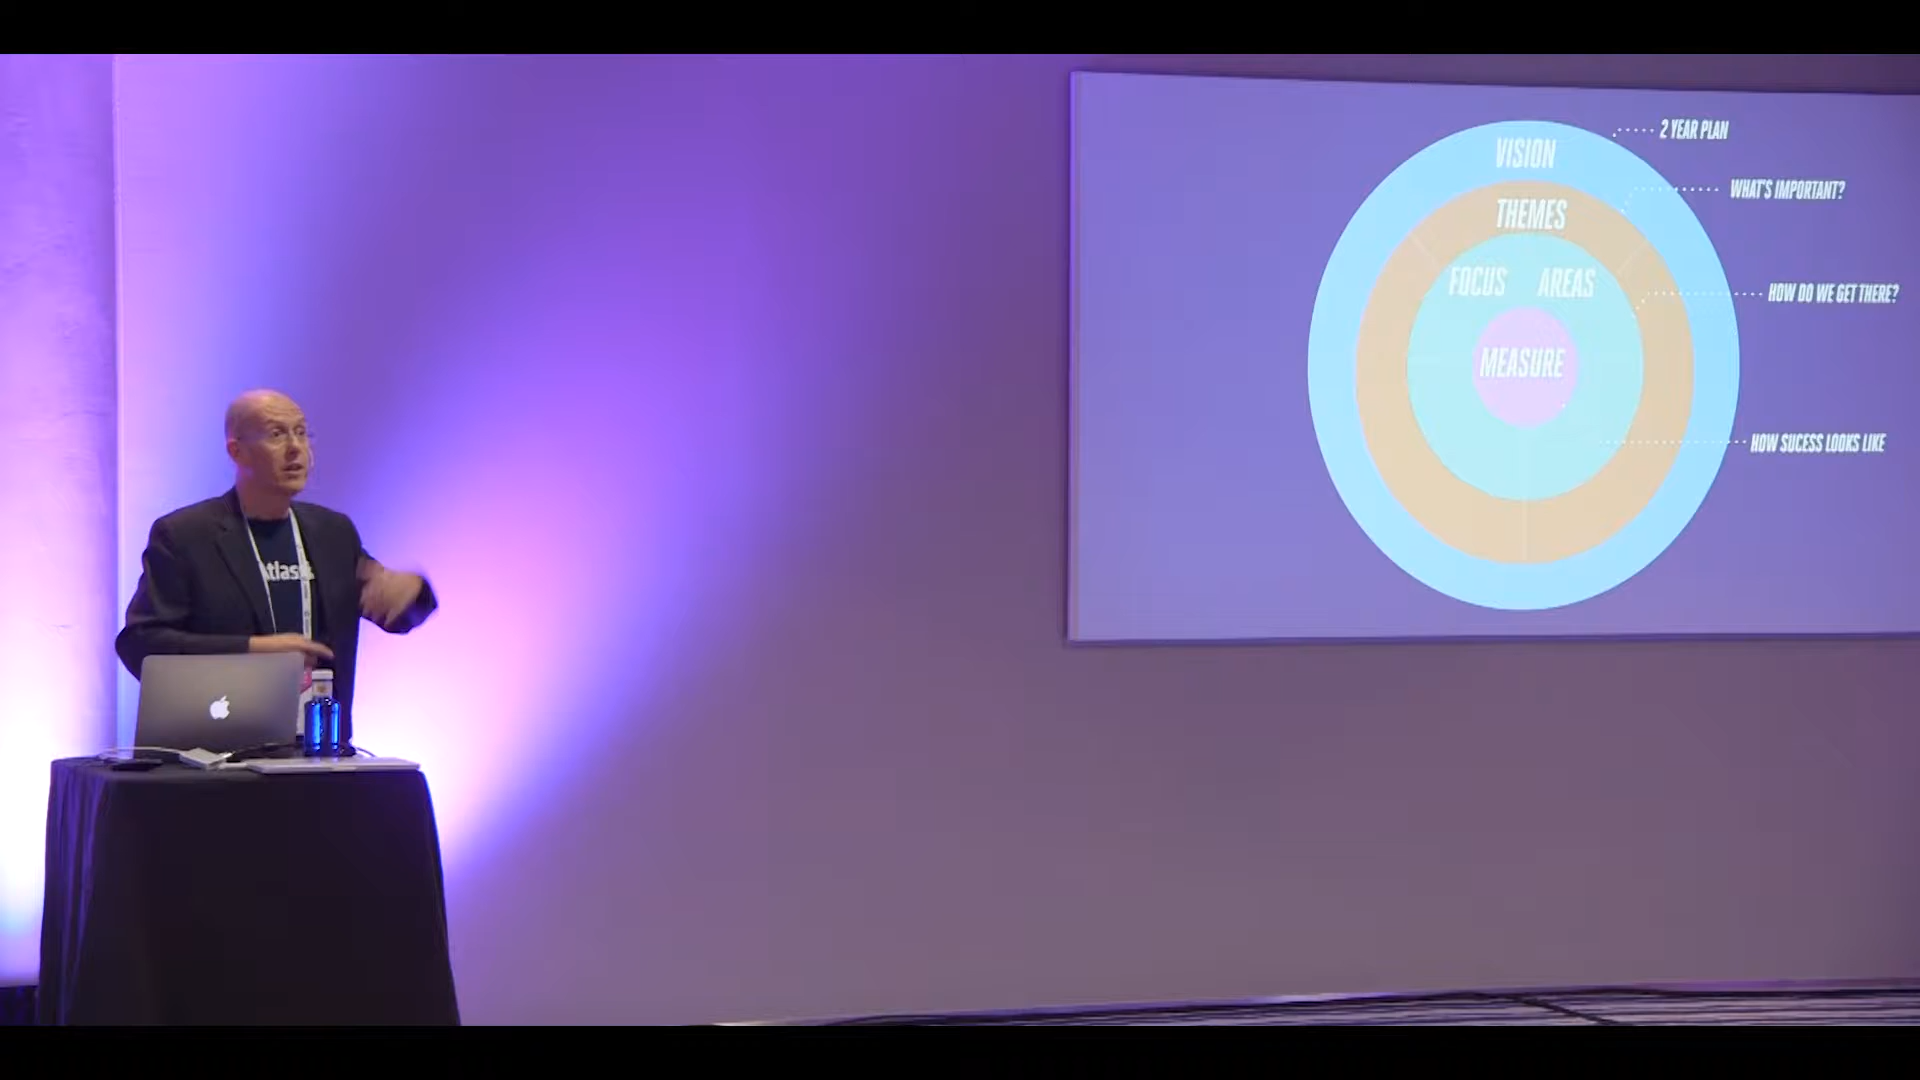 VISION
2 YEAR PLAN
THEMES
WHAT'S IMPORTANT?
FOCUS AREAS
HOW DO WE GET THERE?
MEASURE
HOW SUCESS LOOKS LIKE